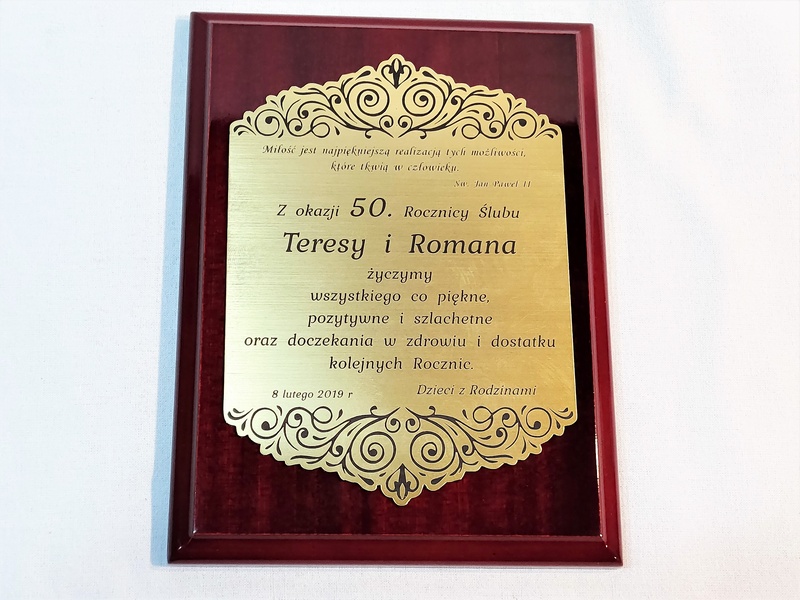 Miłość jest najpiękniejszą realizacją tych możliwości,
które tkwią w człowieku.
Św. Jan Paweł II
Z okazji 50. Rocznicy Ślubu
Teresy i Romana
życzymy
wszystkiego co piękne,
pozytywne i szlachetne
oraz doczekania w zdrowiu i dostatku
kolejnych Rocznic.
8 lutego 2019 r
Dzieci z Rodzinami